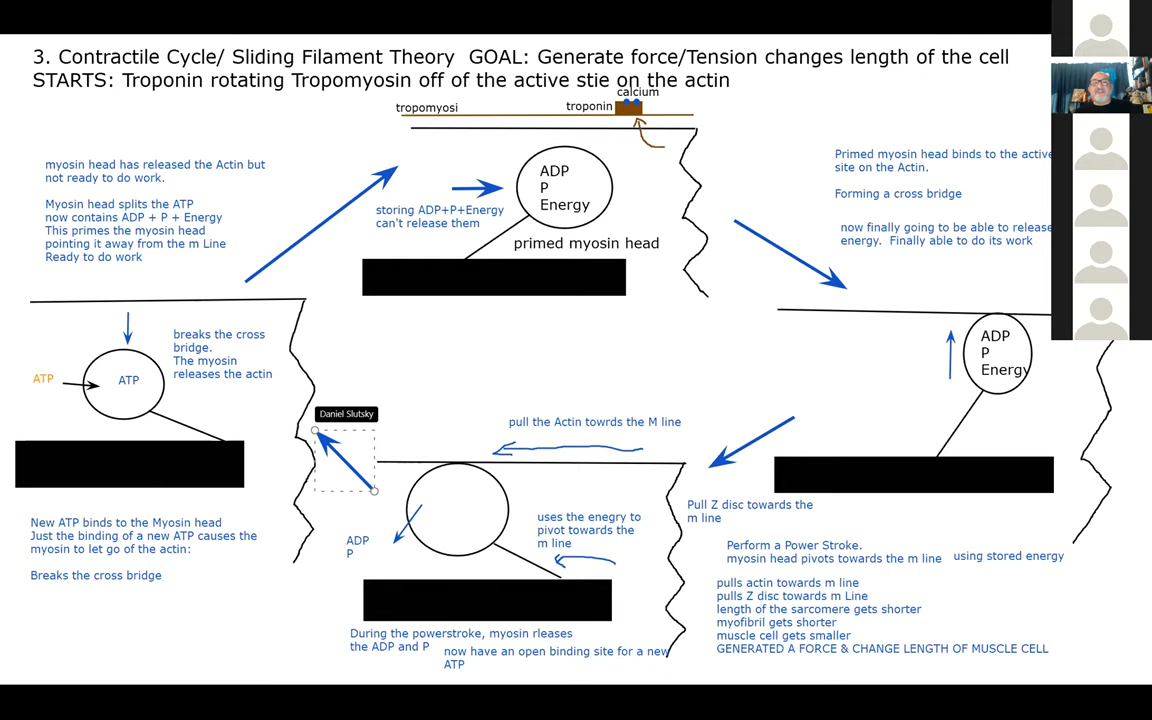 3. Contractile Cycle/ Sliding Filament Theory  GOAL: Generate force/Tension changes length of the cell
STARTS: Troponin rotating Tropomyosin off of the active stie on the actin
calcium
tropomyosi
troponin
myosin head has released the Actin but
not ready to do work.
Myosin head splits the ATP
now contains ADP + P + Energy
This primes the myosin head
pointing it away from the m Line
Ready to do work
storing ADP+P+Energy
can't release them
ADP
P
Energy
primed myosin head
Primed myosin head binds to the active
site on the Actin.
Forming a cross bridge
now finally going to be able to release
energy.  Finally able to do its work
breaks the cross
bridge.
The myosin
releases the actin
ATP
ATP
ADP
P
Energy
Daniel Slutsky
pull the Actin towrds the M line
New ATP binds to the Myosin head
Just the binding of a new ATP causes the
myosin to let go of the actin:
Breaks the cross bridge
ADP
P
uses the enegry to
pivot towards the
m line
Pull Z disc towards the
m line
Perform a Power Stroke.
myosin head pivots towards the m line
using stored energy
pulls actin towards m line
pulls Z disc towards m Line
length of the sarcomere gets shorter
myofibril gets shorter
muscle cell gets smaller
GENERATED A FORCE & CHANGE LENGTH OF MUSCLE CELL
During the powerstroke, myosin rleases
the ADP and P
now have an open binding site for a new
ATP